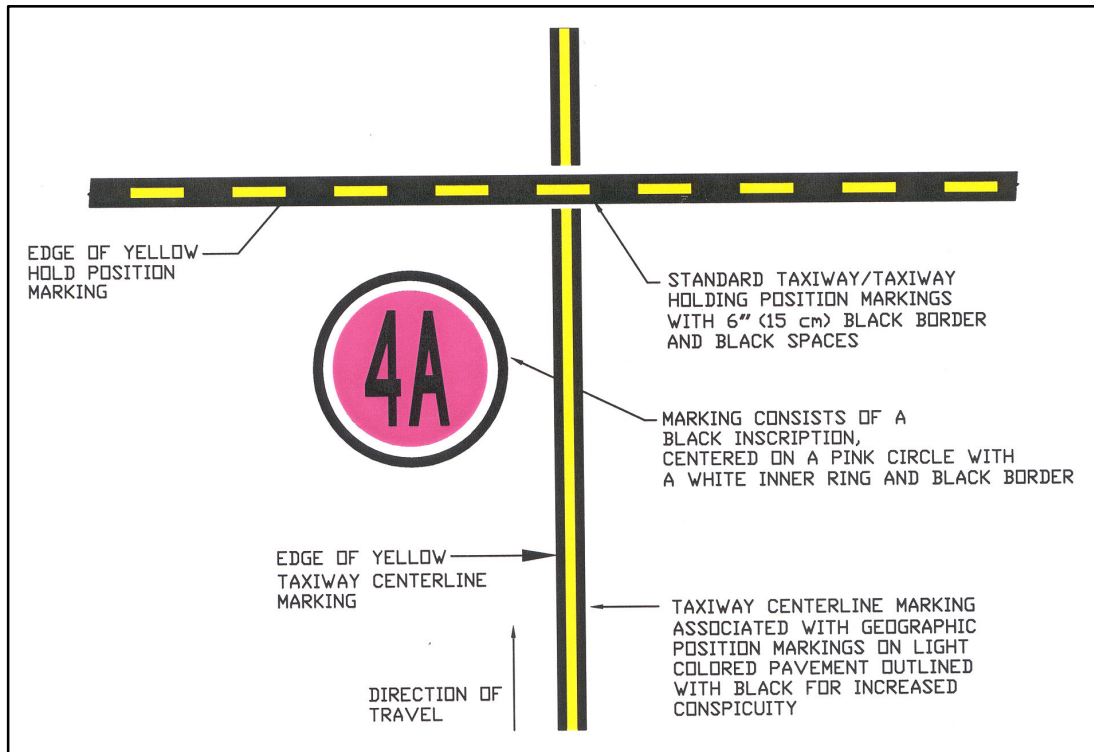 EDGE OF YELLOW
HOLD POSITION
MARKING
STANDARD TAXIWAY/TAXIWAY
HOLDING POSITION MARKINGS
WITH 6" (15 cm) BLACK BORDER
AND BLACK SPACES
4A
MARKING CONSISTS OF A
BLACK INSCRIPTION,
CENTERED ON A PINK CIRCLE WITH
A WHITE INNER RING AND BLACK BORDER
EDGE OF YELLOW
TAXIWAY CENTERLINE
MARKING
TAXIWAY CENTERLINE MARKING
ASSOCIATED WITH GEOGRAPHIC
POSITION MARKINGS ON LIGHT
COLORED PAVEMENT OUTLINED
WITH BLACK FOR INCREASED
CONSPICUITY
DIRECTION OF
TRAVEL